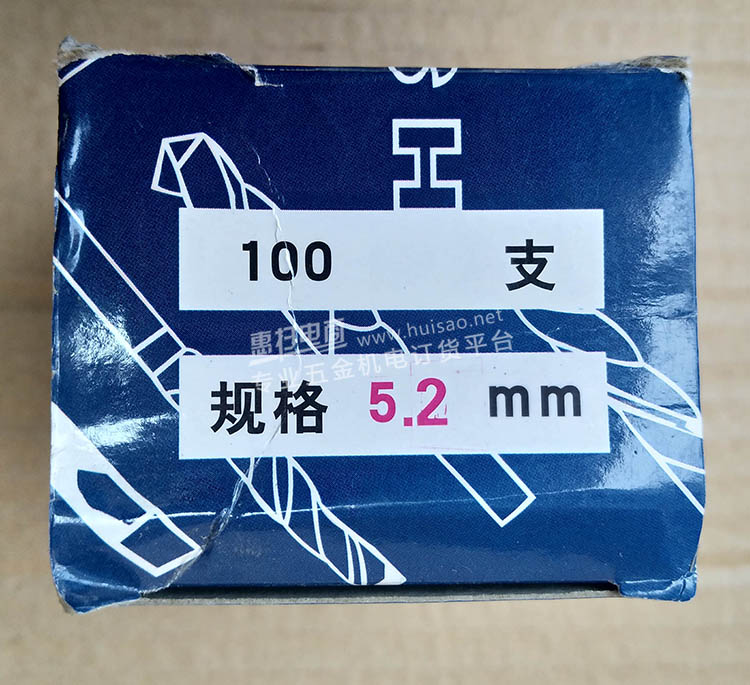 100 支
惠扫电商 www.huisao.net
专业五金机电订货平台
规格 5.2 mm